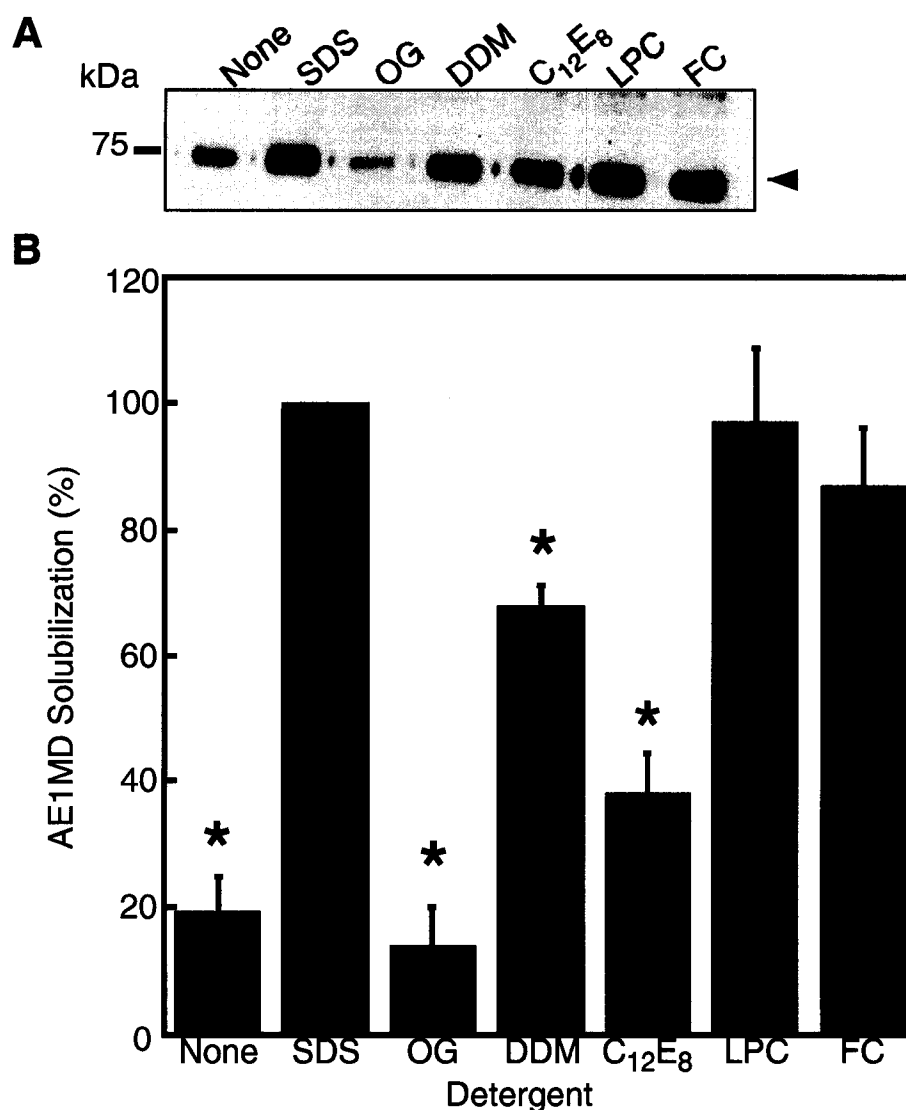 A
None SDS OG DDM C₁₂E₈ LPC FC
kDa
75
B
120
100
80
60
40
20
0
AE1MD Solubilization (%)
* * * *
None SDS OG DDM C₁₂E₈ LPC FC
Detergent